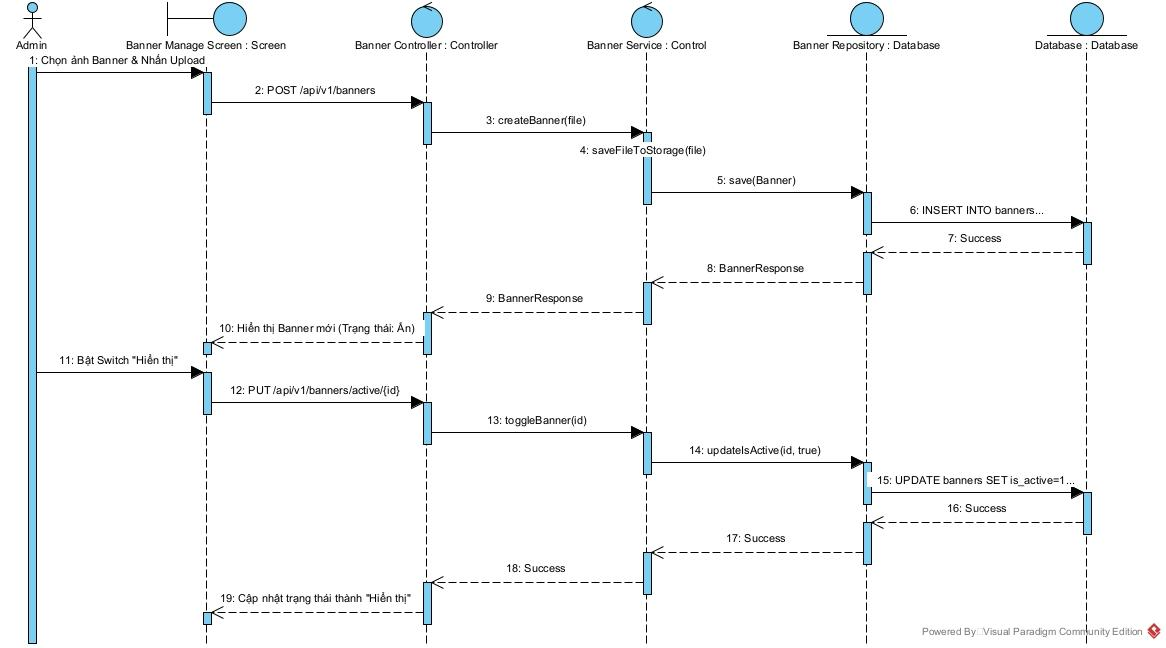 Admin
Banner Manage Screen : Screen
Banner Controller : Controller
Banner Service : Control
Banner Repository : Database
Database : Database
1: Chọn ảnh Banner & Nhấn Upload
2: POST /api/v1/banners
3: createBanner(file)
4: saveFileToStorage(file)
5: save(Banner)
6: INSERT INTO banners...
7: Success
8: BannerResponse
9: BannerResponse
10: Hiển thị Banner mới (Trạng thái: Ẩn)
11: Bật Switch "Hiển thị"
12: PUT /api/v1/banners/active/{id}
13: toggleBanner(id)
14: updateIsActive(id, true)
15: UPDATE banners SET is_active=1...
16: Success
17: Success
18: Success
19: Cập nhật trạng thái thành "Hiển thị"
Powered By Visual Paradigm Community Edition